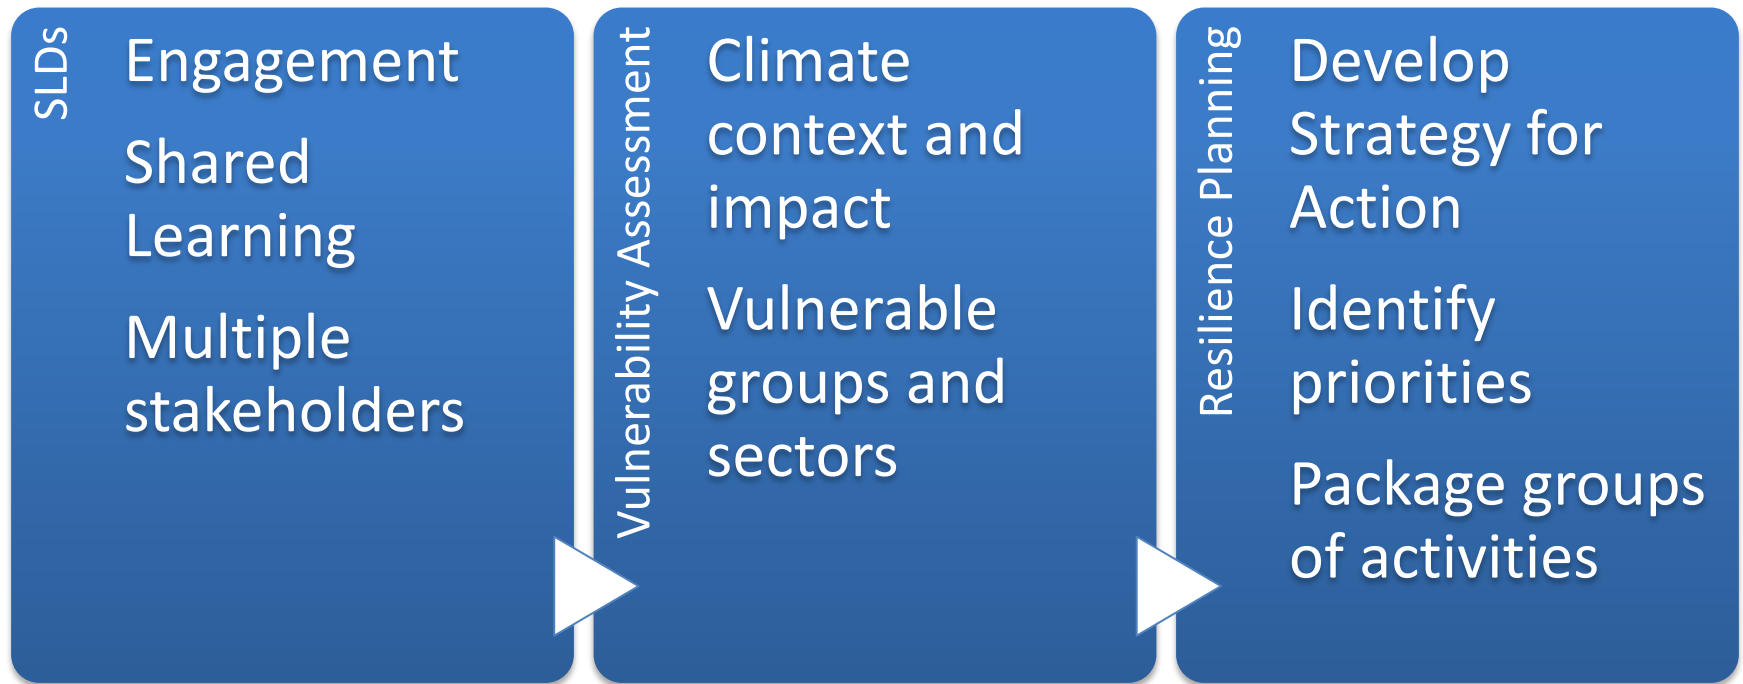 SLDs
Engagement
Shared
Learning
Multiple
stakeholders
Vulnerability Assessment
Climate
context and
impact
Vulnerable
groups and
sectors
Resilience Planning
Develop
Strategy for
Action
Identify
priorities
Package groups
of activities